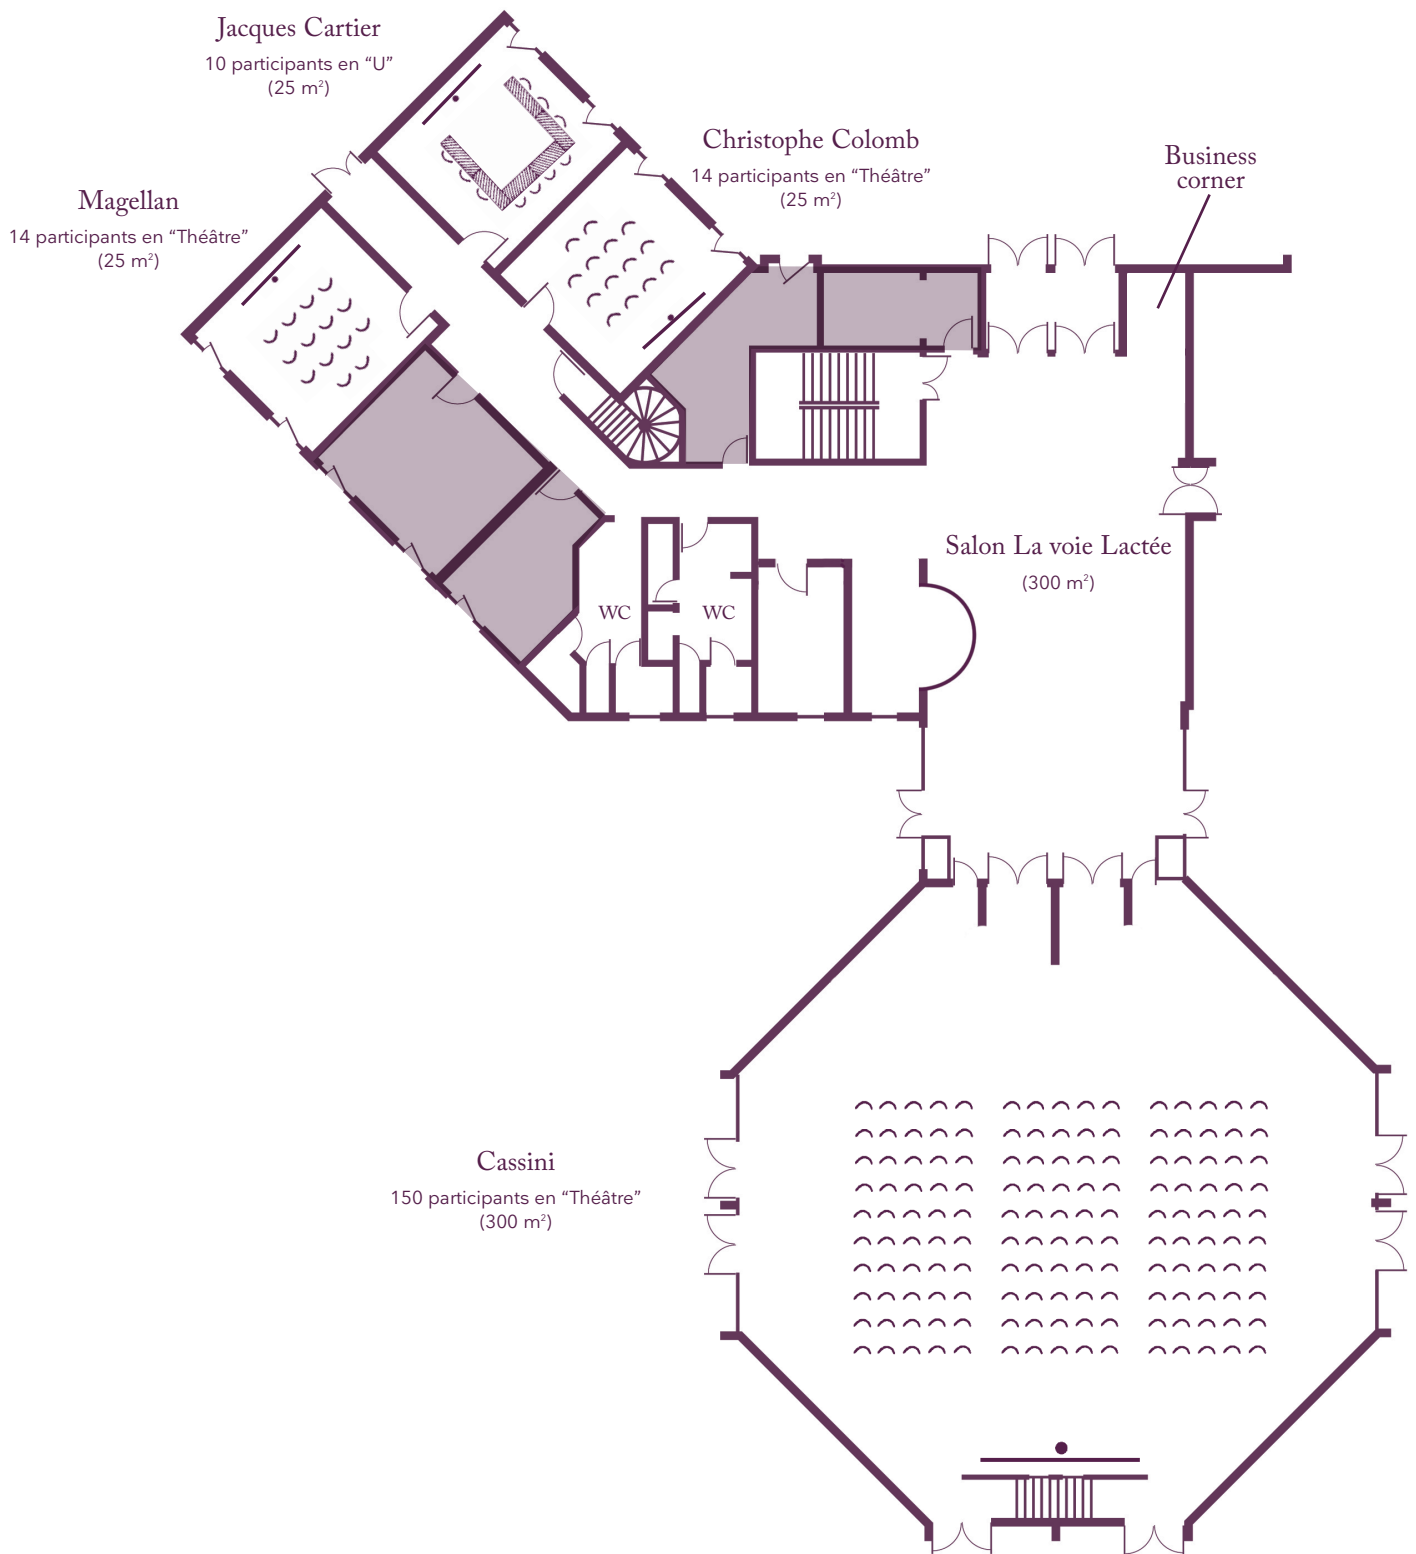 Jacques Cartier
10 participants en “U”
(25 m²)
Christophe Colomb
14 participants en “Théâtre”
(25 m²)
Business
corner
Magellan
14 participants en “Théâtre”
(25 m²)
Salon La voie Lactée
(300 m²)
WC
WC
Cassini
150 participants en “Théâtre”
(300 m²)